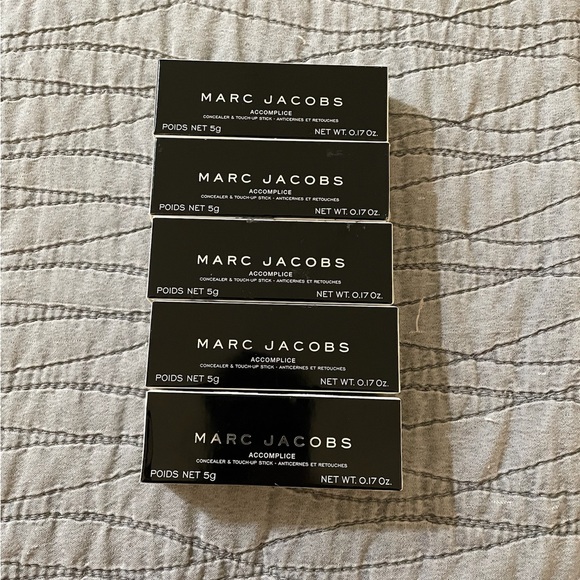 MARC JACOBS
ACCOMPLICE
CONCEALER & TOUCH-UP STICK • ANTICERNES ET RETOUCHES
POIDS NET 5g NET WT. 0.17 Oz.
MARC JACOBS
ACCOMPLICE
CONCEALER & TOUCH-UP STICK • ANTICERNES ET RETOUCHES
POIDS NET 5g NET WT. 0.17 Oz.
MARC JACOBS
ACCOMPLICE
CONCEALER & TOUCH-UP STICK • ANTICERNES ET RETOUCHES
POIDS NET 5g NET WT. 0.17 Oz.
MARC JACOBS
ACCOMPLICE
CONCEALER & TOUCH-UP STICK • ANTICERNES ET RETOUCHES
POIDS NET 5g NET WT. 0.17 Oz.
MARC JACOBS
ACCOMPLICE
CONCEALER & TOUCH-UP STICK • ANTICERNES ET RETOUCHES
POIDS NET 5g NET WT. 0.17 Oz.